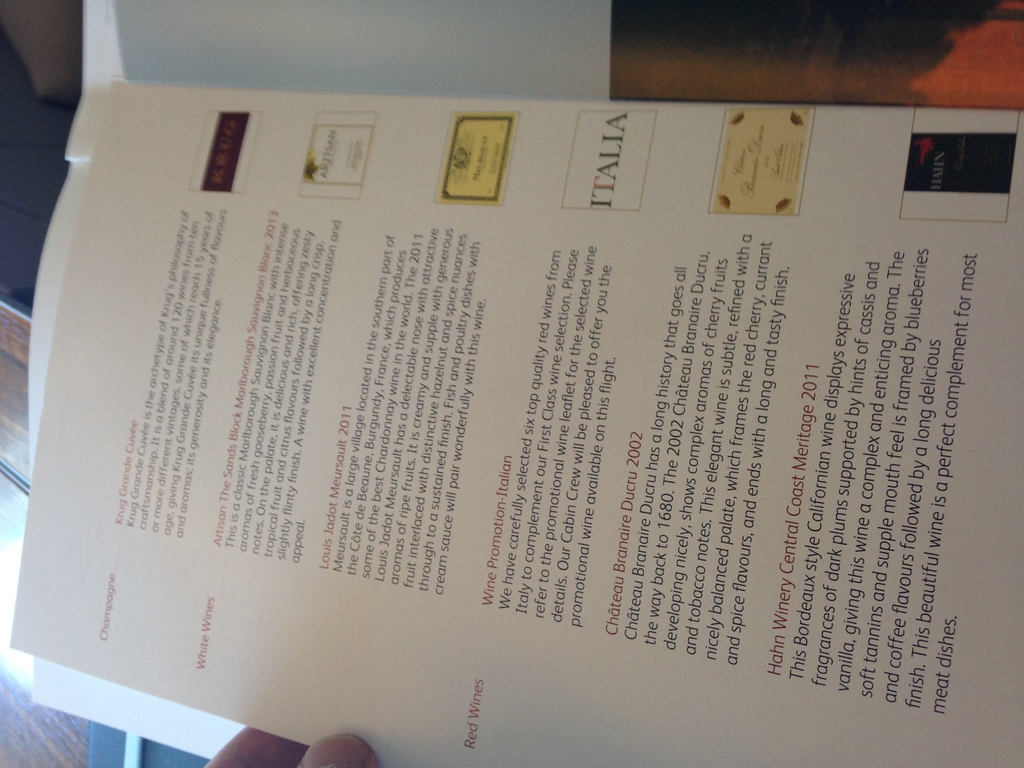 Champagne
Krug Grande Cuvée
Krug Grande Cuvée is the archetype of Krug's philosophy of
craftsmanship. It is a blend of around 120 wines from ten
or more different vintages, some of which reach 15 years of
age, giving Krug Grande Cuvée its unique fullness of flavours
and aromas; its generosity and its elegance.
KRUG
White Wines
Artisan The Sands Block Marlborough Sauvignon Blanc 2013
This is a classic Marlborough Sauvignon Blanc with intense
aromas of fresh gooseberry, passion fruit and herbaceous
notes. On the palate, it is delicious and rich, offering zesty
tropical fruit and citrus flavours followed by a long crisp,
slightly flinty finish. A wine with excellent concentration and
appeal.
ARTISAN
Louis Jadot Meursault 2011
Meursault is a large village located in the southern part of
the Côte de Beaune, Burgundy, France, which produces
some of the best Chardonnay wine in the world. The 2011
Louis Jadot Meursault has a delectable nose with attractive
aromas of ripe fruits. It is creamy and supple with generous
fruit interlaced with distinctive hazelnut and spice nuances
through to a sustained finish. Fish and poultry dishes with
cream sauce will pair wonderfully with this wine.
MEURSAULT
Red Wines
Wine Promotion-Italian
We have carefully selected six top quality red wines from
Italy to complement our First Class wine selection. Please
refer to the promotional wine leaflet for the selected wine
details. Our Cabin Crew will be pleased to offer you the
promotional wine available on this flight.
ITALIA
Château Branaire Ducru 2002
Château Branaire Ducru has a long history that goes all
the way back to 1680. The 2002 Château Branaire Ducru,
developing nicely, shows complex aromas of cherry fruits
and tobacco notes. This elegant wine is subtle, refined with a
nicely balanced palate, which frames the red cherry, currant
and spice flavours, and ends with a long and tasty finish.
Hahn Winery Central Coast Meritage 2011
This Bordeaux style Californian wine displays expressive
fragrances of dark plums supported by hints of cassis and
vanilla, giving this wine a complex and enticing aroma. The
soft tannins and supple mouth feel is framed by blueberries
and coffee flavours followed by a long delicious
finish. This beautiful wine is a perfect complement for most
meat dishes.
HAHN